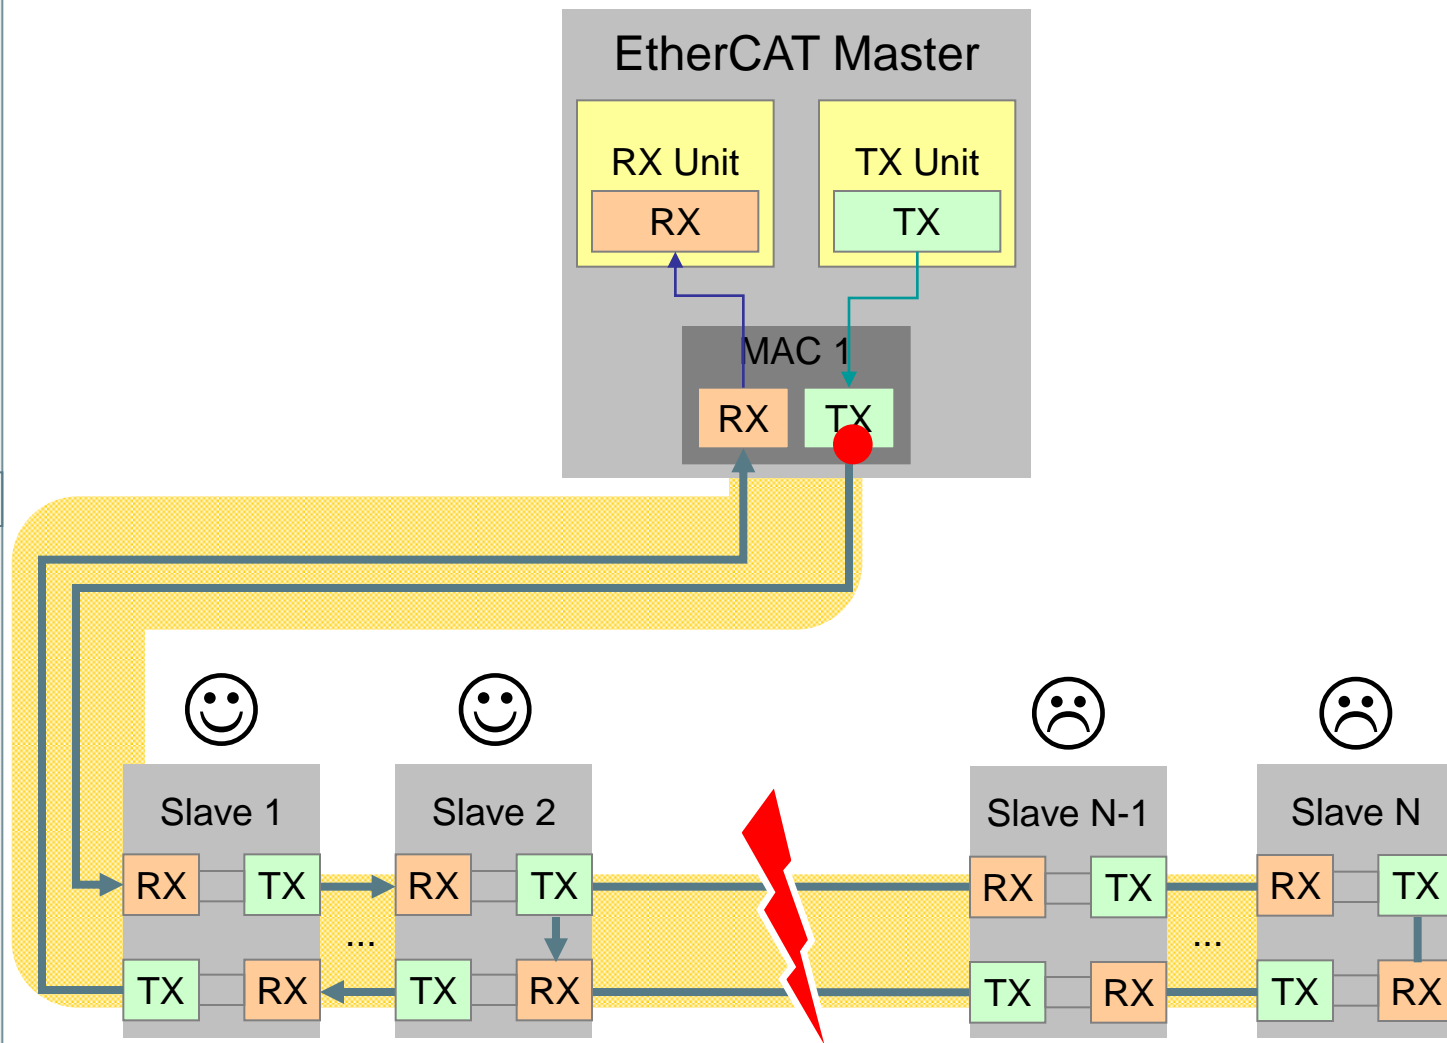 EtherCAT Master
RX Unit
TX Unit
RX
TX
MAC 1
RX
TX
Slave 1
Slave 2
Slave N-1
Slave N
RX
TX
RX
TX
RX
TX
RX
TX
...
...
TX
RX
TX
RX
TX
RX
TX
RX